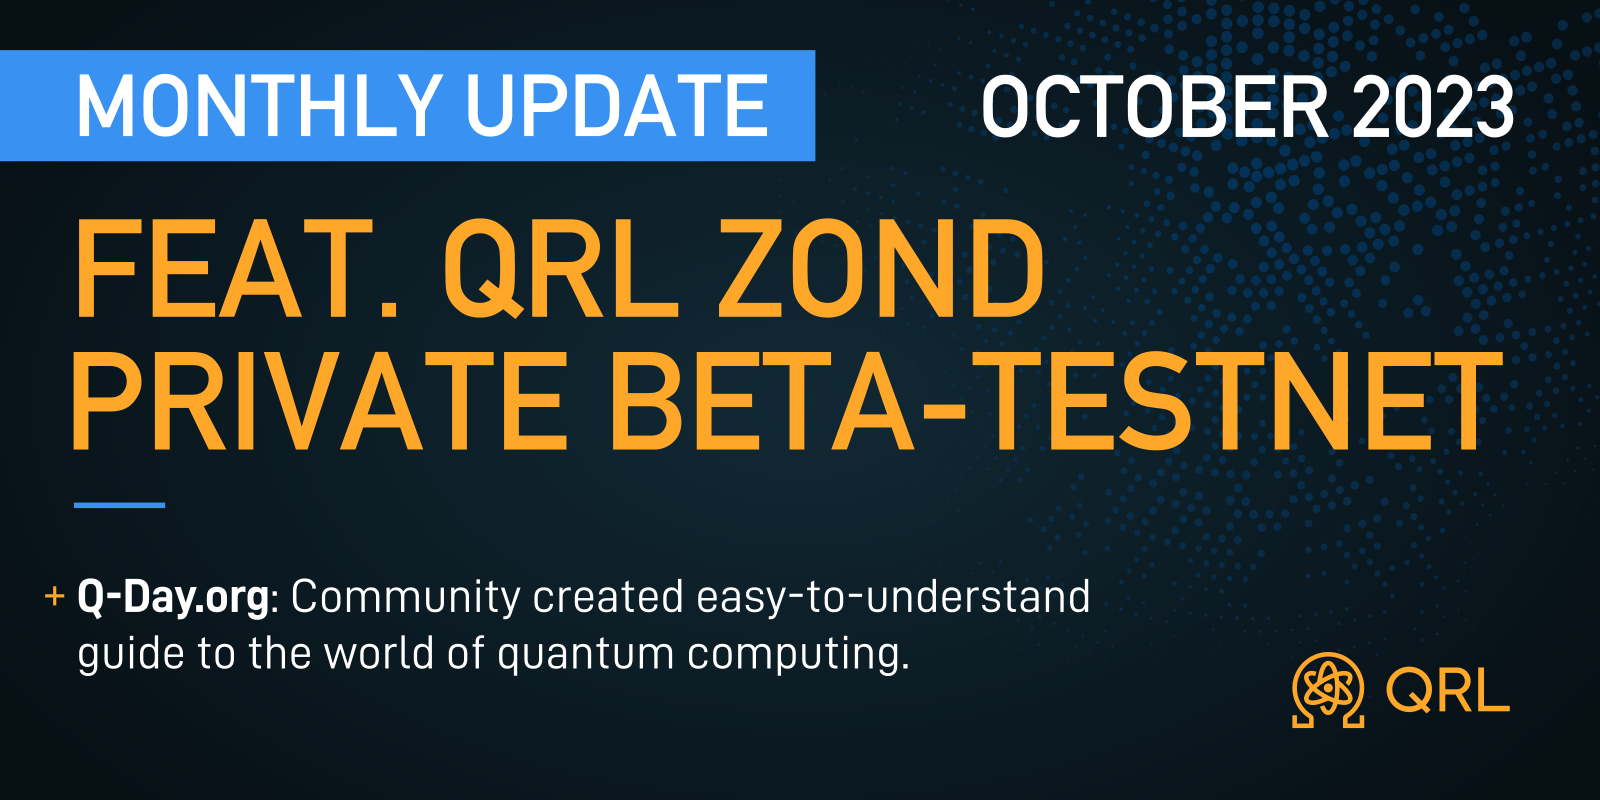 MONTHLY UPDATE
OCTOBER 2023
FEAT. QRL ZOND
PRIVATE BETA-TESTNET
+ Q-Day.org: Community created easy-to-understand
guide to the world of quantum computing.
QRL